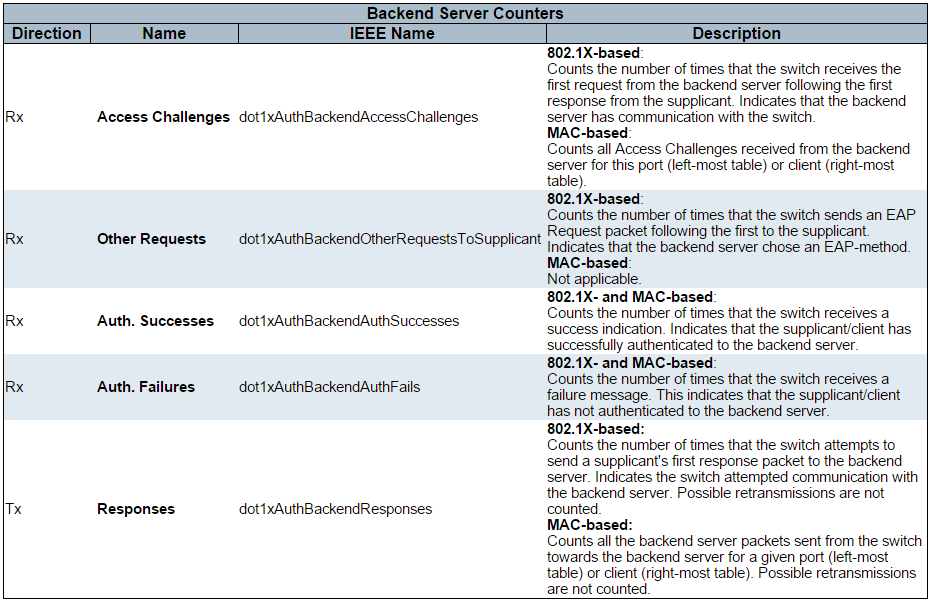 Backend Server Counters
Direction Name IEEE Name Description
802.1X-based:
Counts the number of times that the switch receives the
first request from the backend server following the first
response from the supplicant. Indicates that the backend
server has communication with the switch.
Rx Access Challenges dot1xAuthBackendAccessChallenges
MAC-based:
Counts all Access Challenges received from the backend
server for this port (left-most table) or client (right-most
table).
802.1X-based:
Counts the number of times that the switch sends an EAP
Request packet following the first to the supplicant.
Rx Other Requests dot1xAuthBackendOtherRequestsToSupplicant
Indicates that the backend server chose an EAP-method.
MAC-based:
Not applicable.
802.1X- and MAC-based:
Counts the number of times that the switch receives a
Rx Auth. Successes dot1xAuthBackendAuthSuccesses
success indication. Indicates that the supplicant/client has
successfully authenticated to the backend server.
802.1X- and MAC-based:
Counts the number of times that the switch receives a
Rx Auth. Failures dot1xAuthBackendAuthFails
failure message. This indicates that the supplicant/client
has not authenticated to the backend server.
802.1X-based:
Counts the number of times that the switch attempts to
send a supplicant's first response packet to the backend
server. Indicates the switch attempted communication with
the backend server. Possible retransmissions are not
counted.
Tx Responses dot1xAuthBackendResponses
MAC-based:
Counts all the backend server packets sent from the switch
towards the backend server for a given port (left-most
table) or client (right-most table). Possible retransmissions
are not counted.